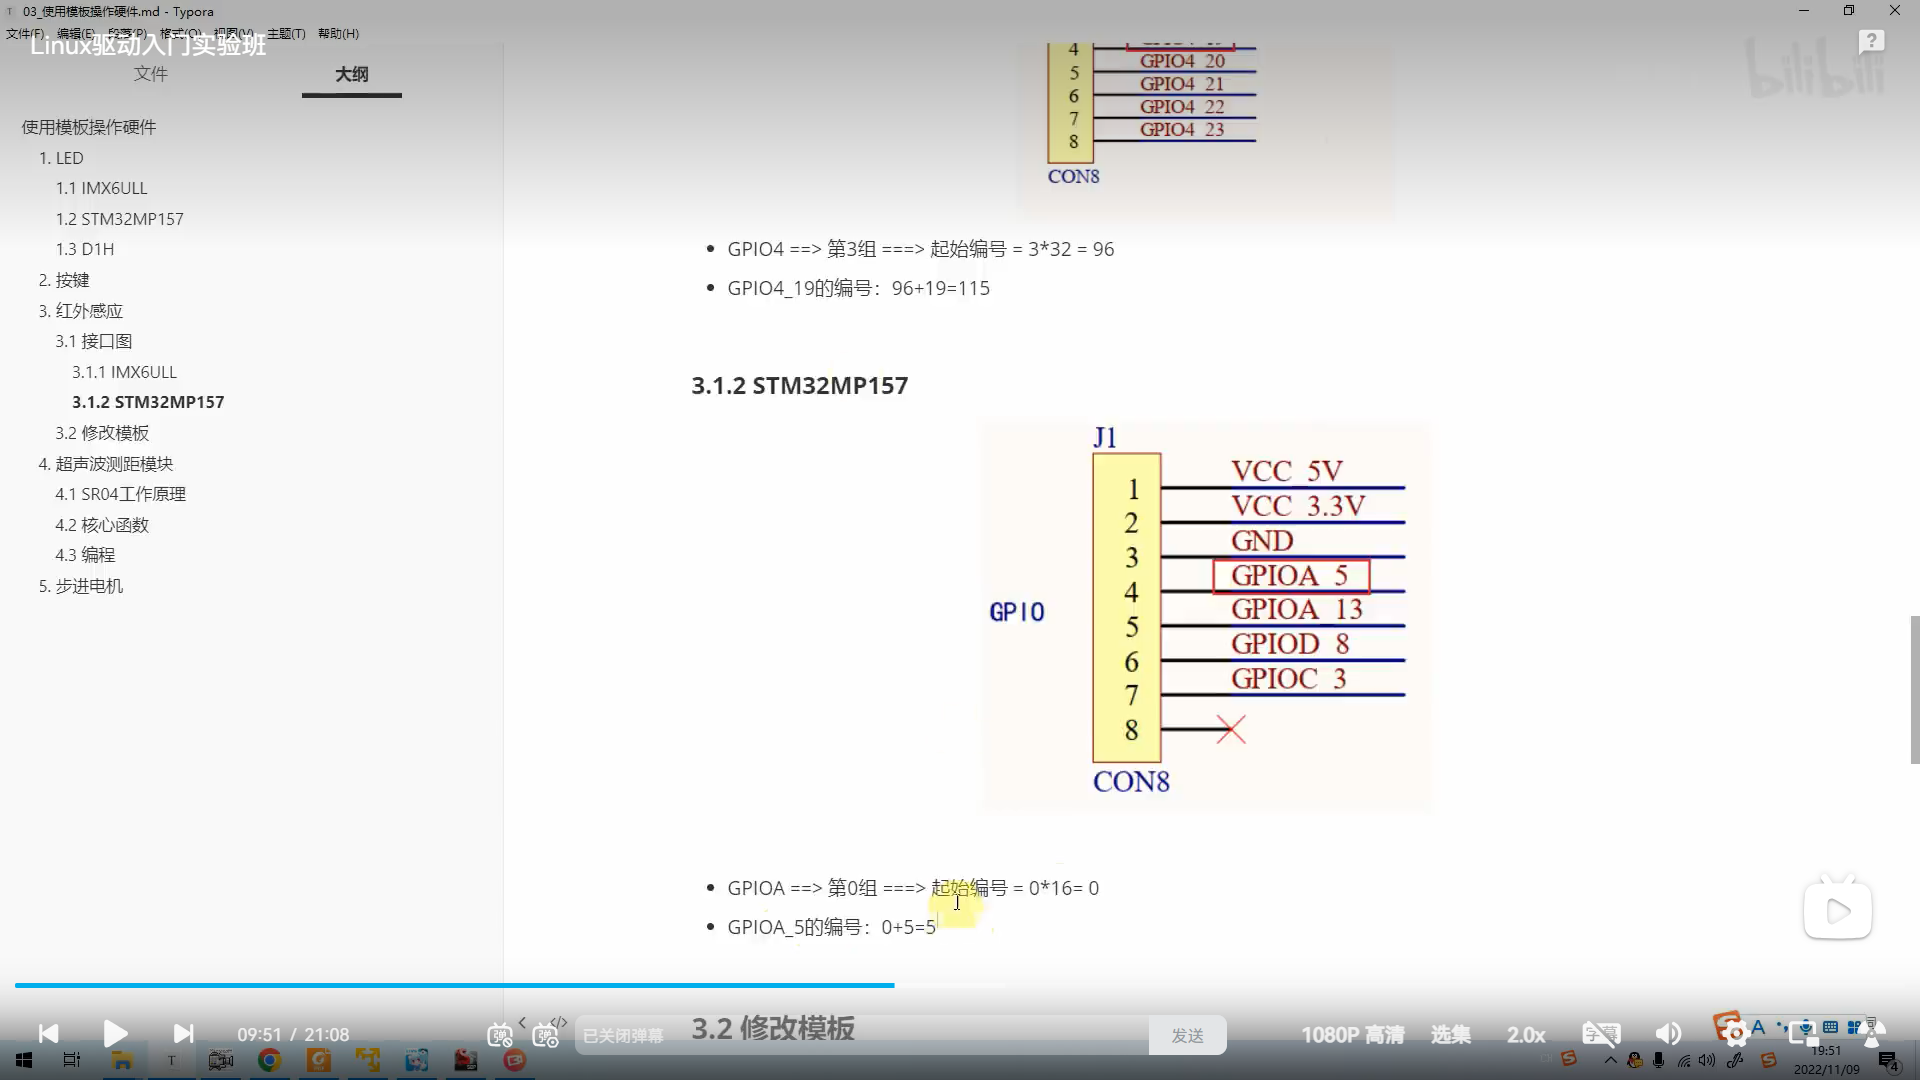 03_使用模板操作硬件.md - Typora
文件(F) 编辑(E) 段落(P) 格式(O) 视图(V) 主题(T) 帮助(H)
Linux驱动入门实验班
bilibili
文件 大纲
使用模板操作硬件
1. LED
1.1 IMX6ULL
1.2 STM32MP157
1.3 D1H
2. 按键
3. 红外感应
3.1 接口图
3.1.1 IMX6ULL
3.1.2 STM32MP157
3.2 修改模板
4. 超声波测距模块
4.1 SR04工作原理
4.2 核心函数
4.3 编程
5. 步进电机
4
5 GPIO4 20
6 GPIO4 21
7 GPIO4 22
8 GPIO4 23
CON8
GPIO4 ==> 第3组 ===> 起始编号 = 3*32 = 96
GPIO4_19的编号：96+19=115
3.1.2 STM32MP157
J1
1 VCC 5V
2 VCC 3.3V
3 GND
4 GPIOA 5
5 GPIOA 13
6 GPIOD 8
7 GPIOC 3
8
GPIO
CON8
GPIOA ==> 第0组 ===> 起始编号 = 0*16= 0
GPIOA_5的编号：0+5=5
3.2 修改模板
09:51 / 21:08
弹 弹
已关闭弹幕
发送
1080P 高清 选集 2.0x 字幕
19:51
2022/11/09
4